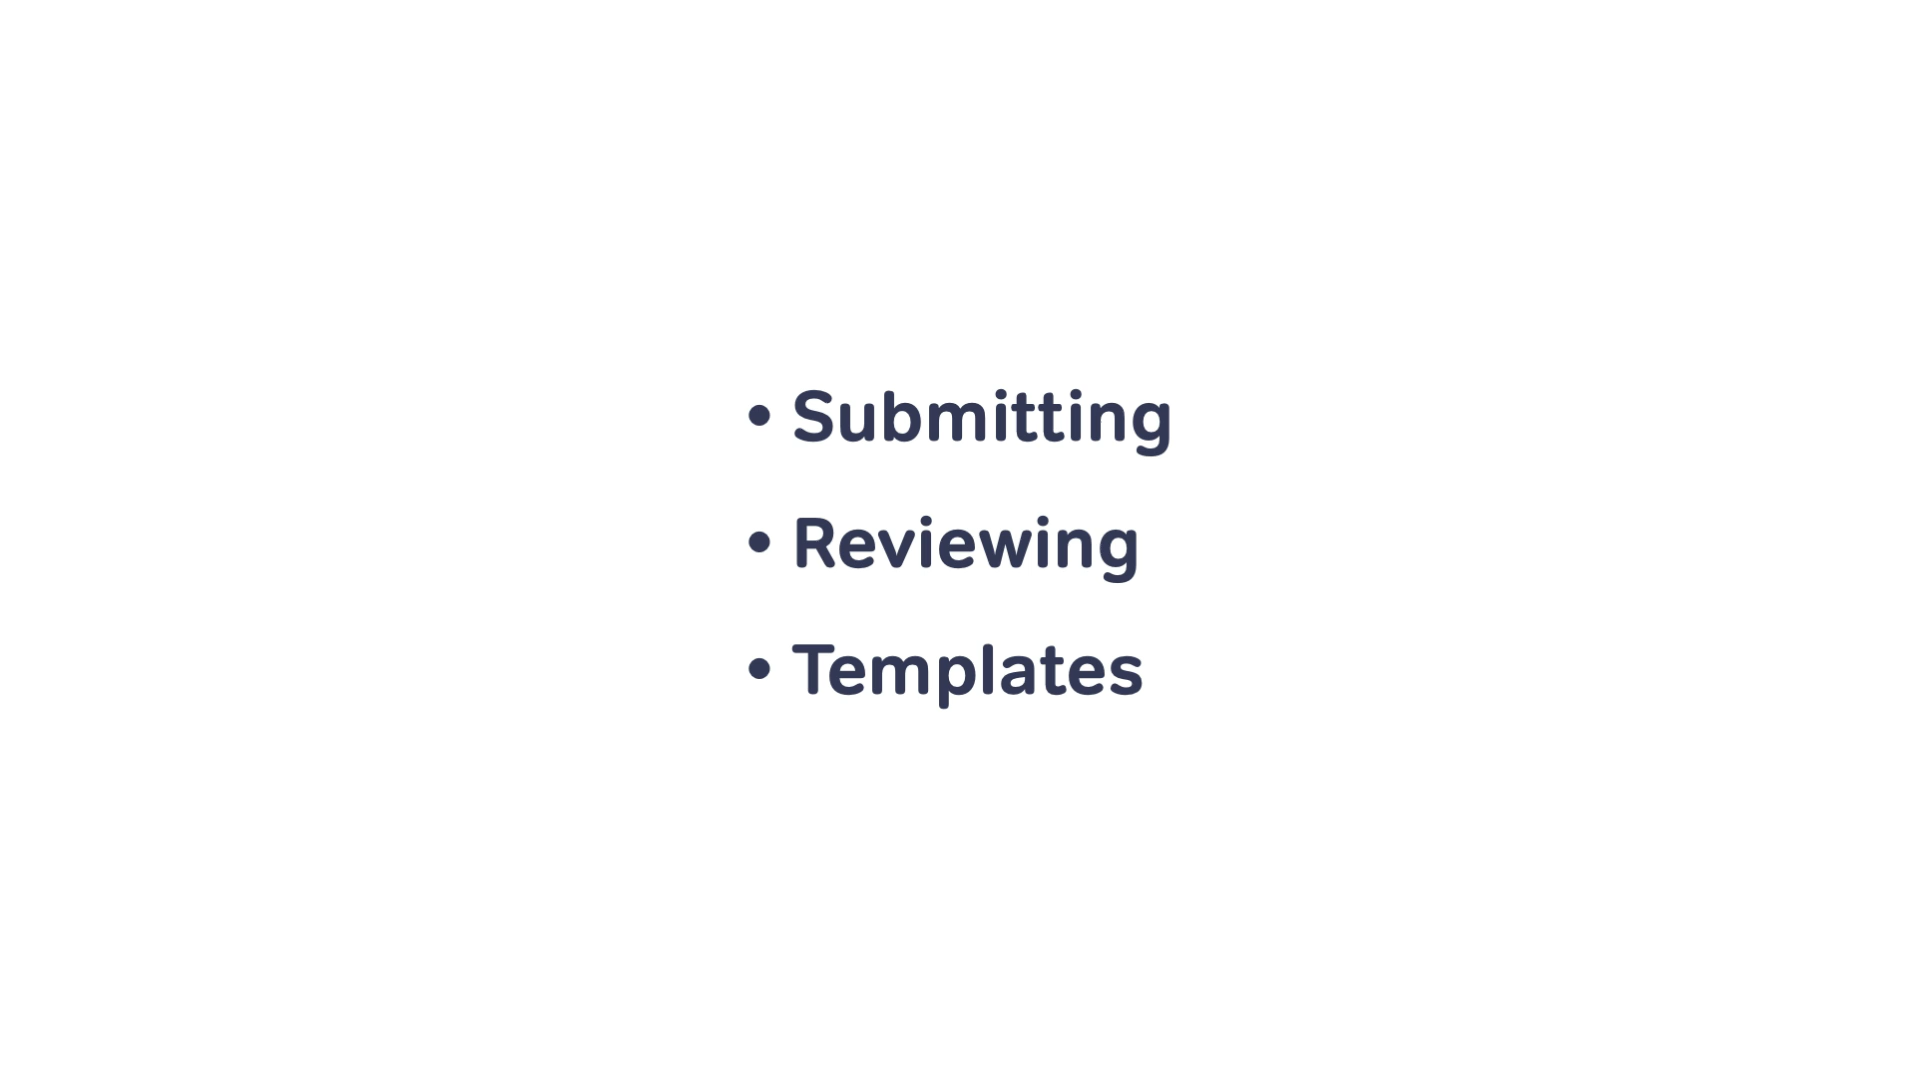 • Submitting
• Reviewing
• Templates